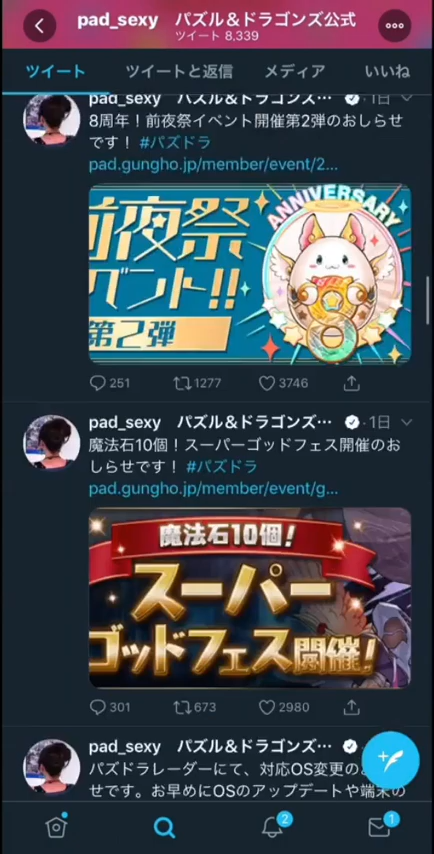 pad_sexy　パズル＆ドラゴンズ公式
ツイート 8,339
ツイート　ツイートと返信　メディア　いいね
pad_sexy　パズル＆ドラゴンズ… · 1日
8周年！前夜祭イベント開催第2弾のおしらせ
です！ #パズドラ
pad.gungho.jp/member/event/2...
ANNIVERSARY
前夜祭
ベント!!
第2弾
8
251　1277　3746
pad_sexy　パズル＆ドラゴンズ… · 1日
魔法石10個！スーパーゴッドフェス開催のお
しらせです！ #パズドラ
pad.gungho.jp/member/event/g...
魔法石10個!
スーパー
ゴッドフェス開催!
301　673　2980
pad_sexy　パズル＆ドラゴンズ…
パズドラレーダーにて、対応OS変更のお
せです。お早めにOSのアップデートや端末の
2　1